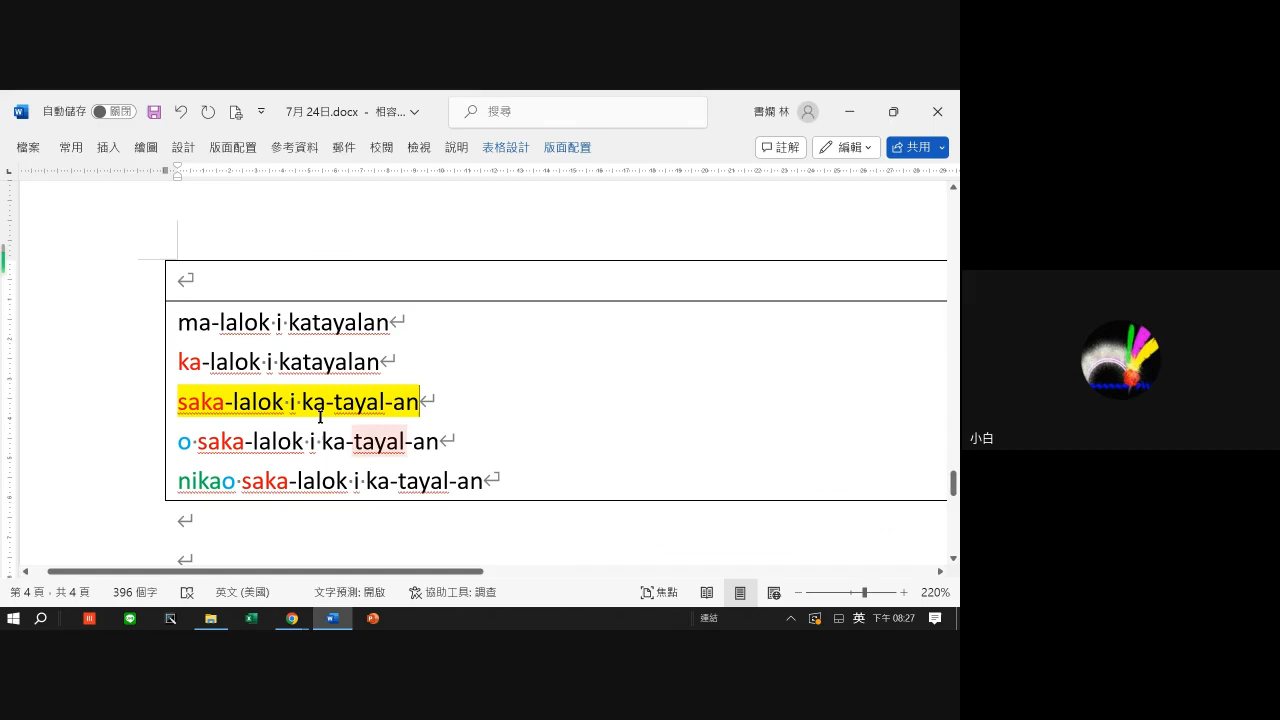 自動儲存 關閉 7月 24日.docx - 相容... 搜尋 書嫻 林
檔案 常用 插入 繪圖 設計 版面配置 參考資料 郵件 校閱 檢視 說明 表格設計 版面配置 註解 編輯 共用
ma-lalok i katayalan
ka-lalok i katayalan
saka-lalok i ka-tayal-an
o saka-lalok i ka-tayal-an
nikao saka-lalok i ka-tayal-an
小白
第 4 頁，共 4 頁 396 個字 英文 (美國) 文字預測: 開啟 協助工具: 調查 焦點 220%
連結 英 下午 08:27